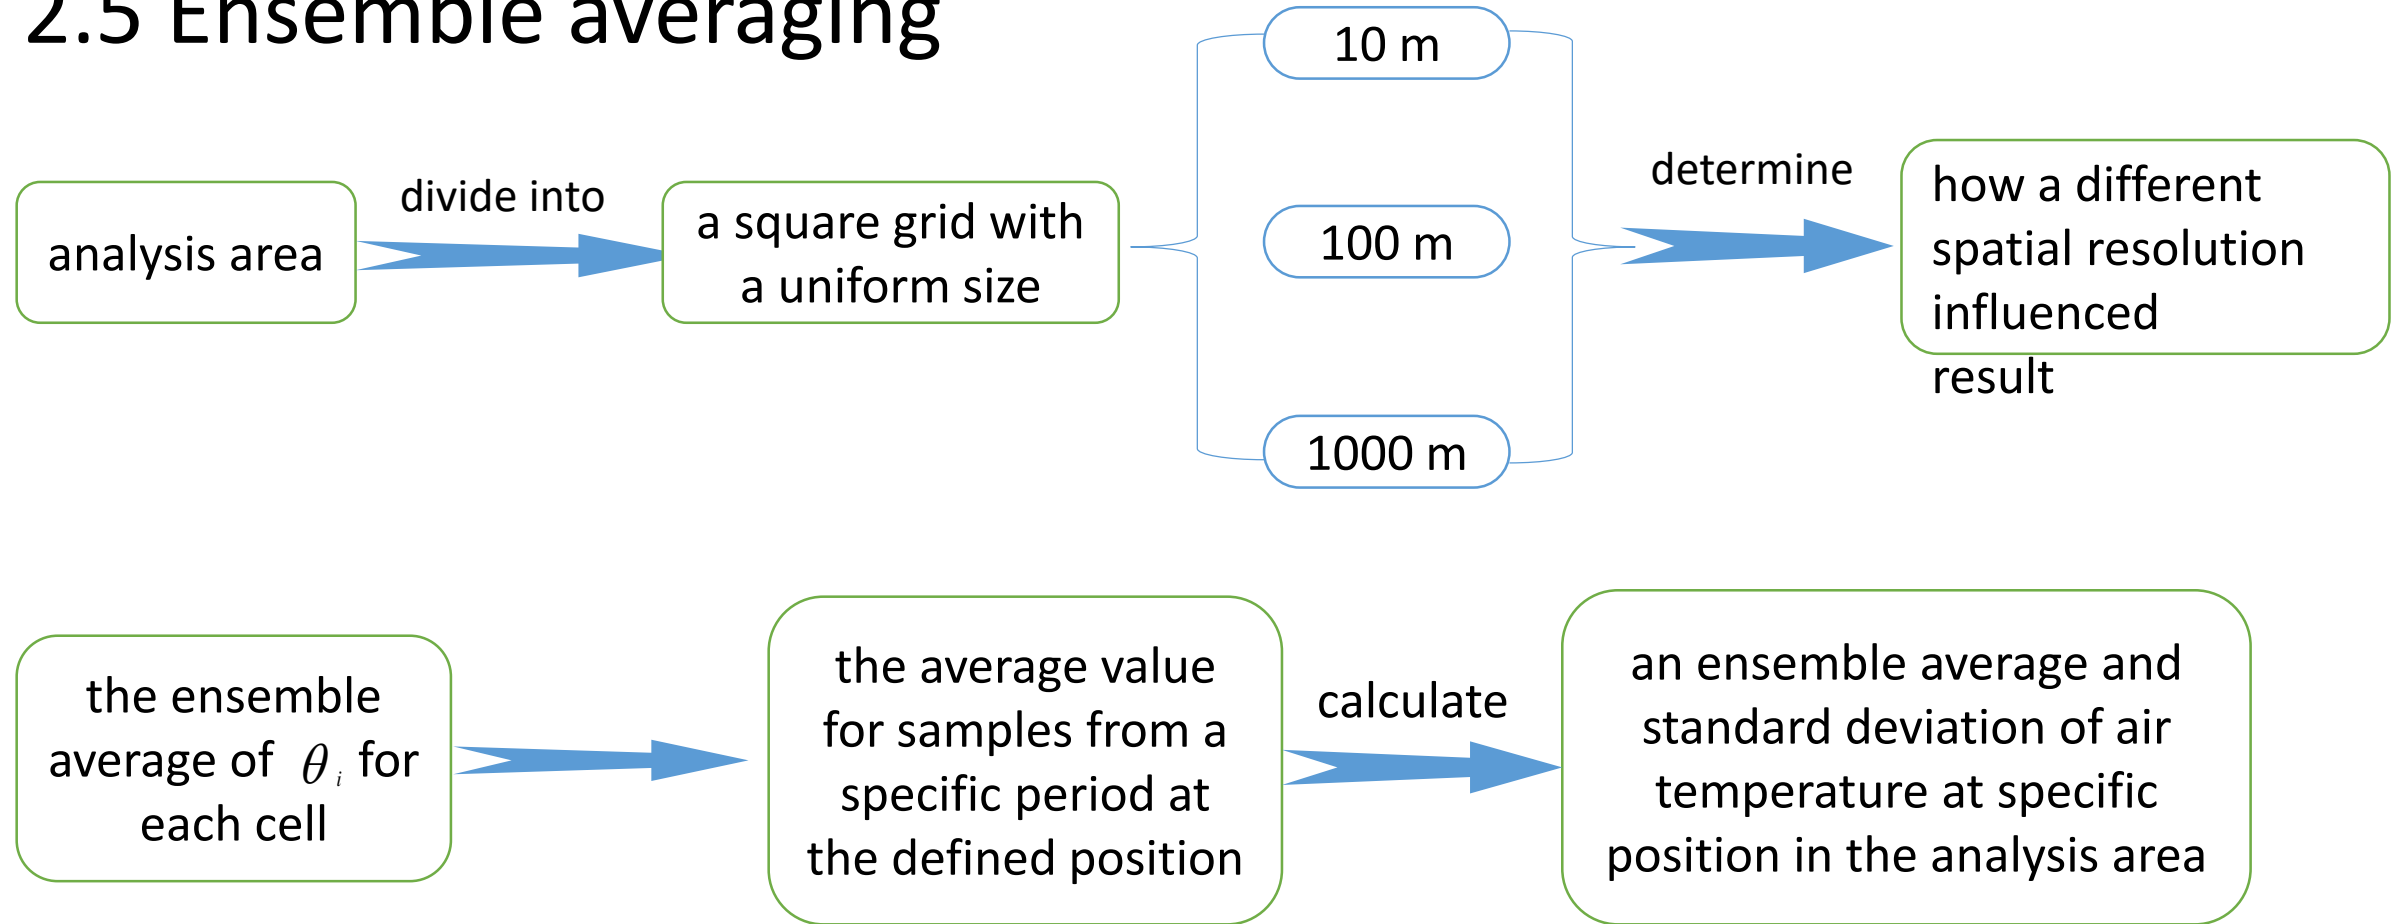 2.5 Ensemble averaging
analysis area
divide into
a square grid with
a uniform size
10 m
100 m
1000 m
determine
how a different
spatial resolution
influenced
result
the ensemble
average of θi for
each cell
the average value
for samples from a
specific period at
the defined position
calculate
an ensemble average and
standard deviation of air
temperature at specific
position in the analysis area